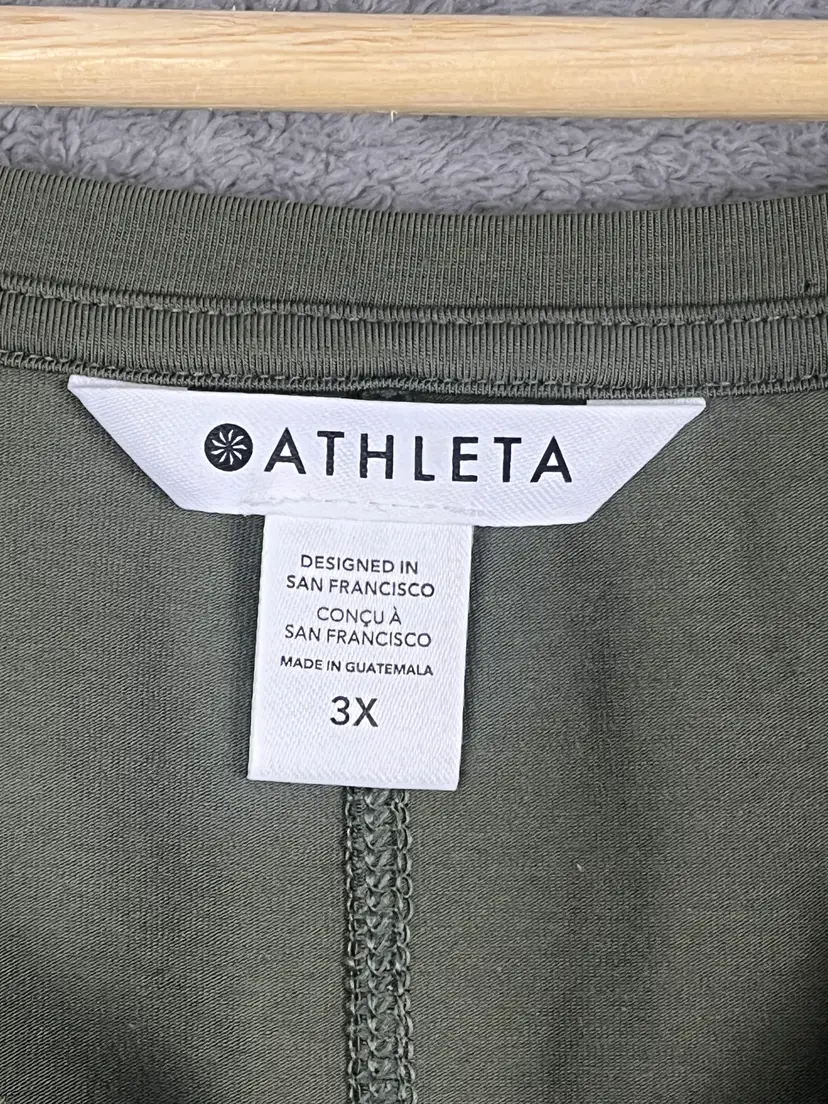 ATHLETA
DESIGNED IN
SAN FRANCISCO
CONÇU À
SAN FRANCISCO
MADE IN GUATEMALA
3X